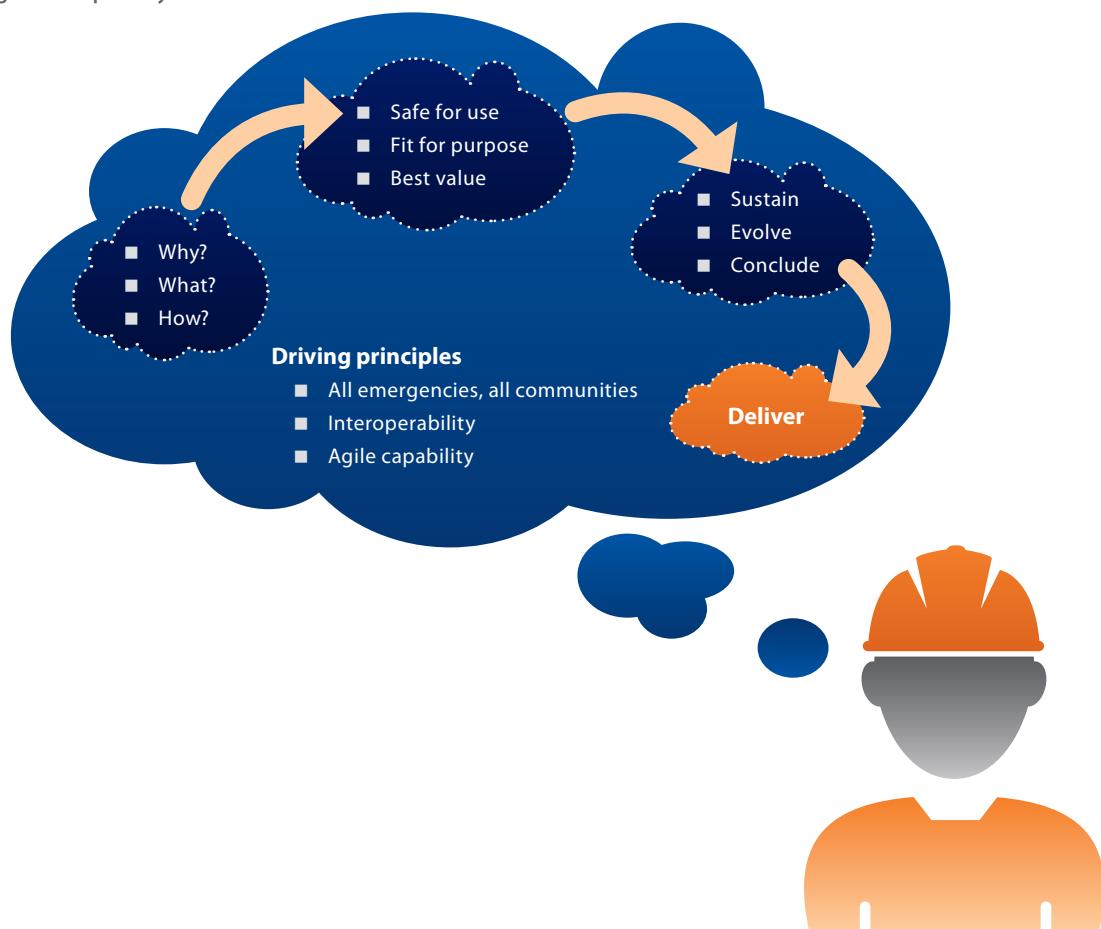 Why?
What?
How?
Safe for use
Fit for purpose
Best value
Sustain
Evolve
Conclude
Deliver
Driving principles
All emergencies, all communities
Interoperability
Agile capability